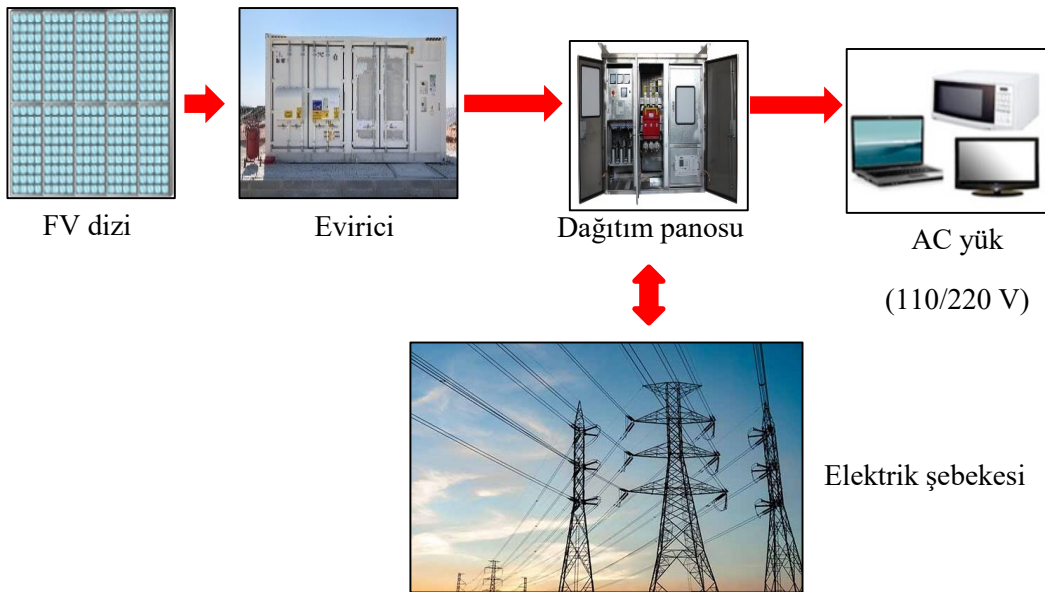 FV dizi
Evirici
Dağıtım panosu
AC yük
(110/220 V)
Elektrik şebekesi